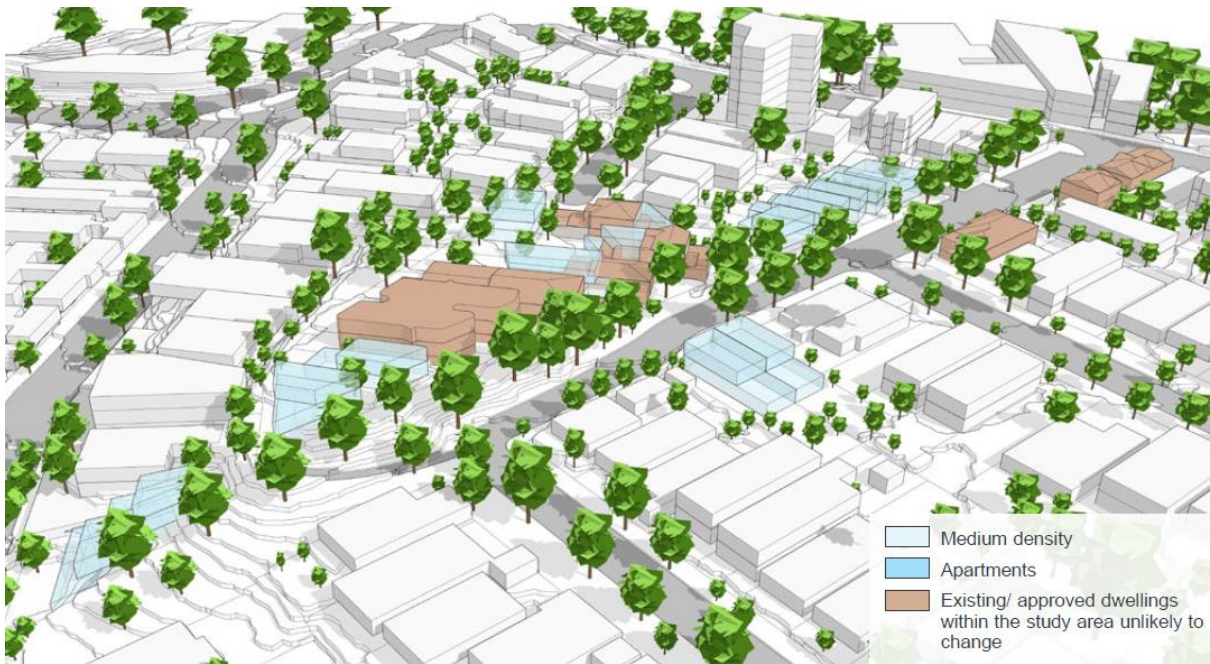 Medium density
Apartments
Existing/ approved dwellings
within the study area unlikely to
change